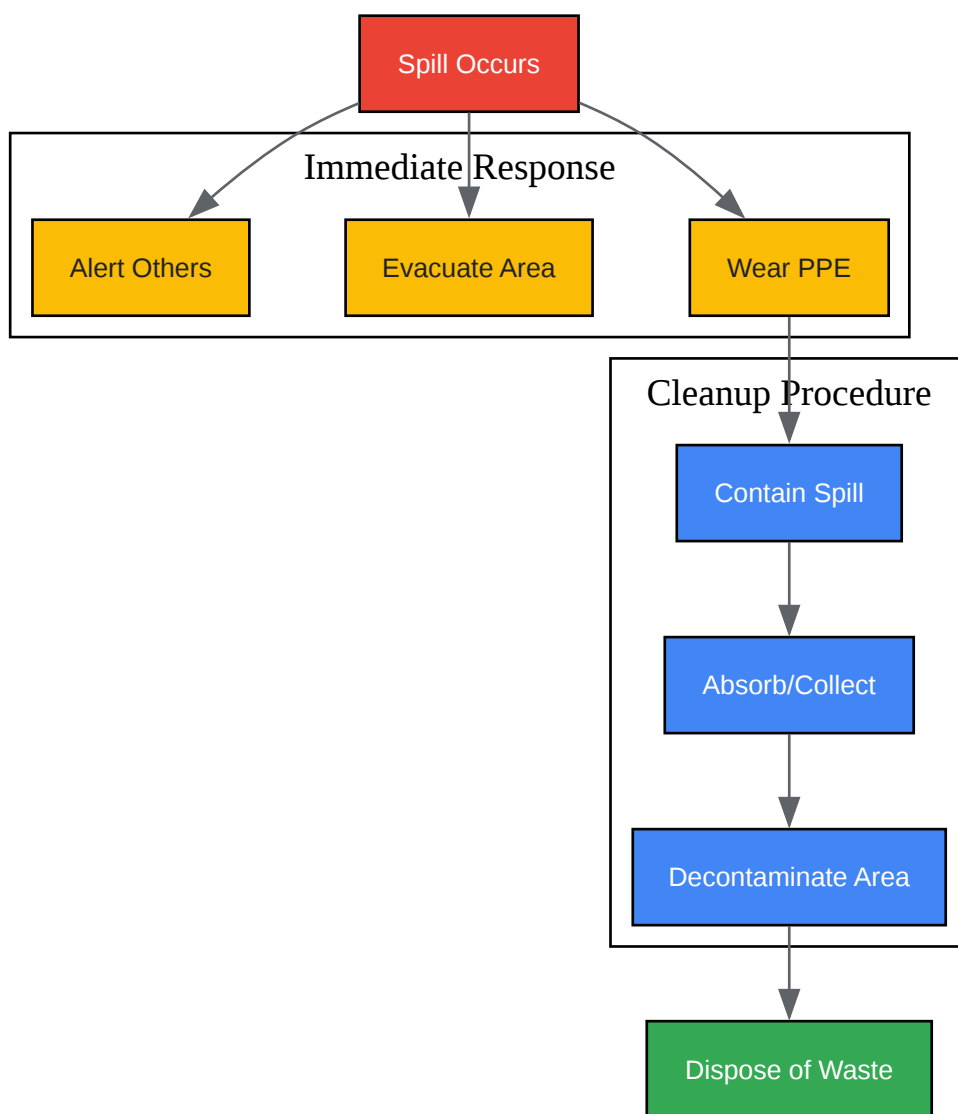 Spill Occurs
Immediate Response
Alert Others
Evacuate Area
Wear PPE
Cleanup Procedure
Contain Spill
Absorb/Collect
Decontaminate Area
Dispose of Waste